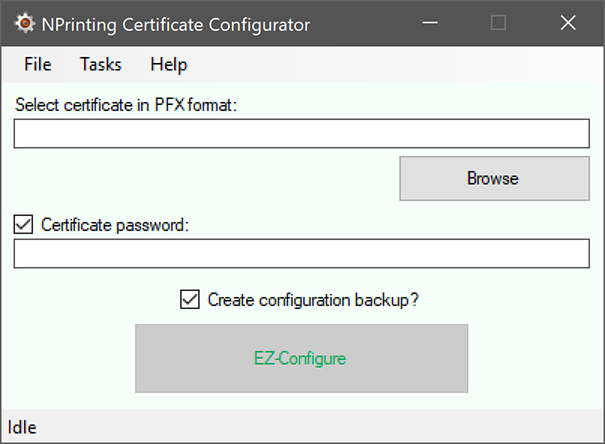 NPrinting Certificate Configurator
File Tasks Help
Select certificate in PFX format:
Browse
Certificate password:
Create configuration backup?
EZ-Configure
Idle